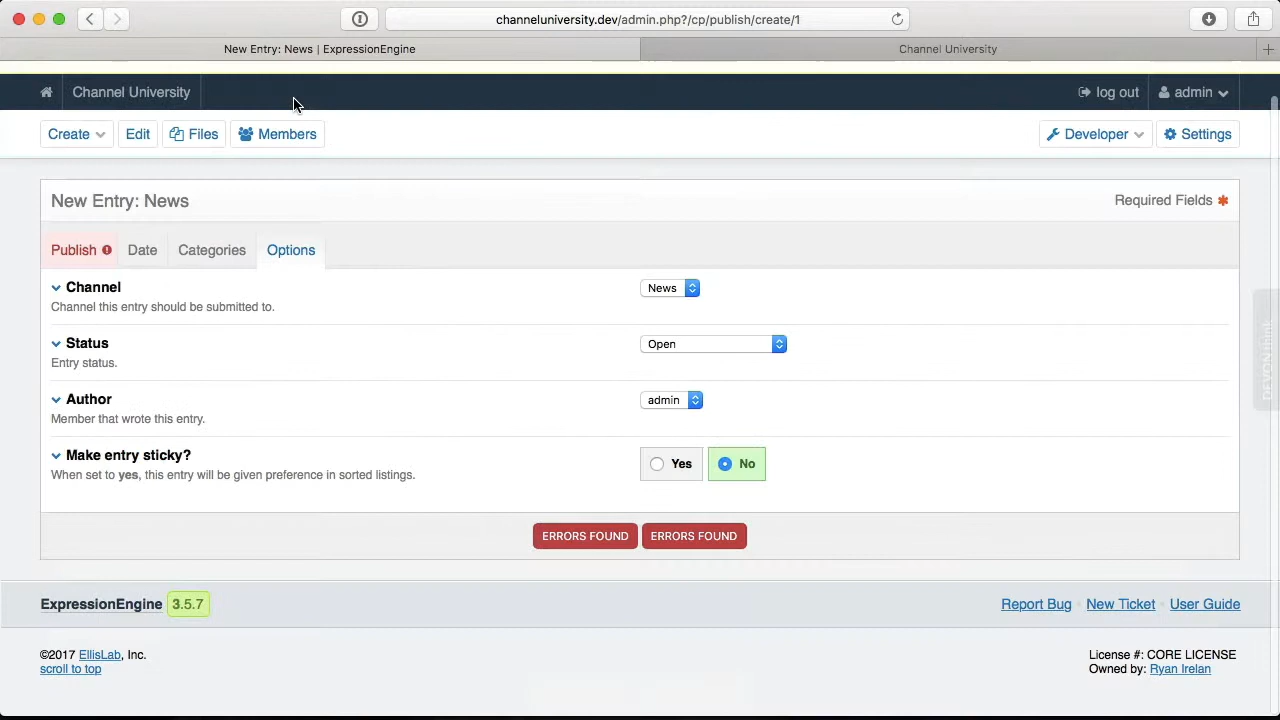 channeluniversity.dev/admin.php?/cp/publish/create/1
New Entry: News | ExpressionEngine
Channel University
Channel University
log out
admin
Create
Edit
Files
Members
Developer
Settings
New Entry: News
Required Fields *
Publish
Date
Categories
Options
Channel
Channel this entry should be submitted to.
News
Status
Entry status.
Open
Author
Member that wrote this entry.
admin
Make entry sticky?
When set to yes, this entry will be given preference in sorted listings.
Yes
No
ERRORS FOUND
ERRORS FOUND
ExpressionEngine 3.5.7
Report Bug
New Ticket
User Guide
©2017 EllisLab, Inc.
scroll to top
License #: CORE LICENSE
Owned by: Ryan Irelan